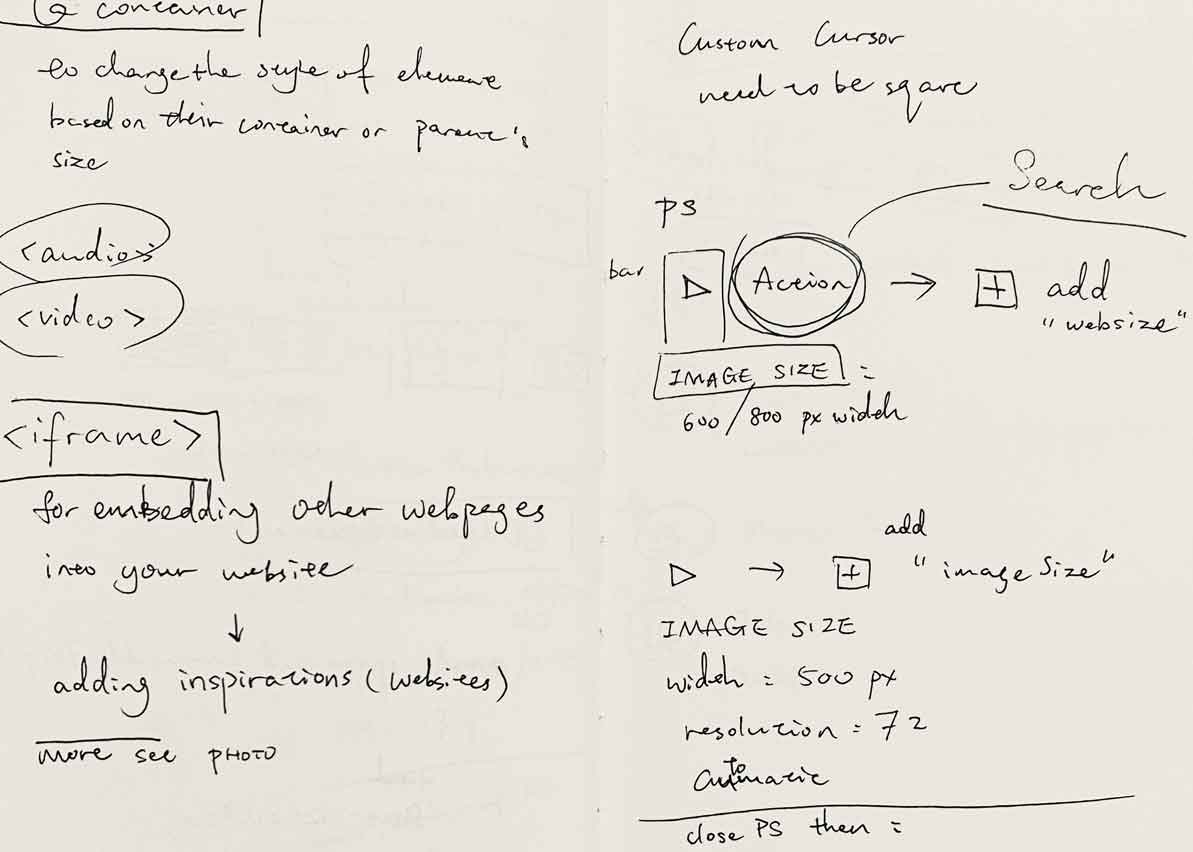 @ container
to change the style of element
based on their container or parent's
size
<audio>
<video>
<iframe>
for embedding other webpages
into your website
↓
adding inspirations (websites)
more see PHOTO
Custom Cursor
need to be sqare
Search
PS
bar ▷ Action → + add
"websize"
IMAGE SIZE =
600/800 px width
add
▷ → + "image Size"
IMAGE SIZE
width = 500 px
resolution = 72
automatic
close PS then =